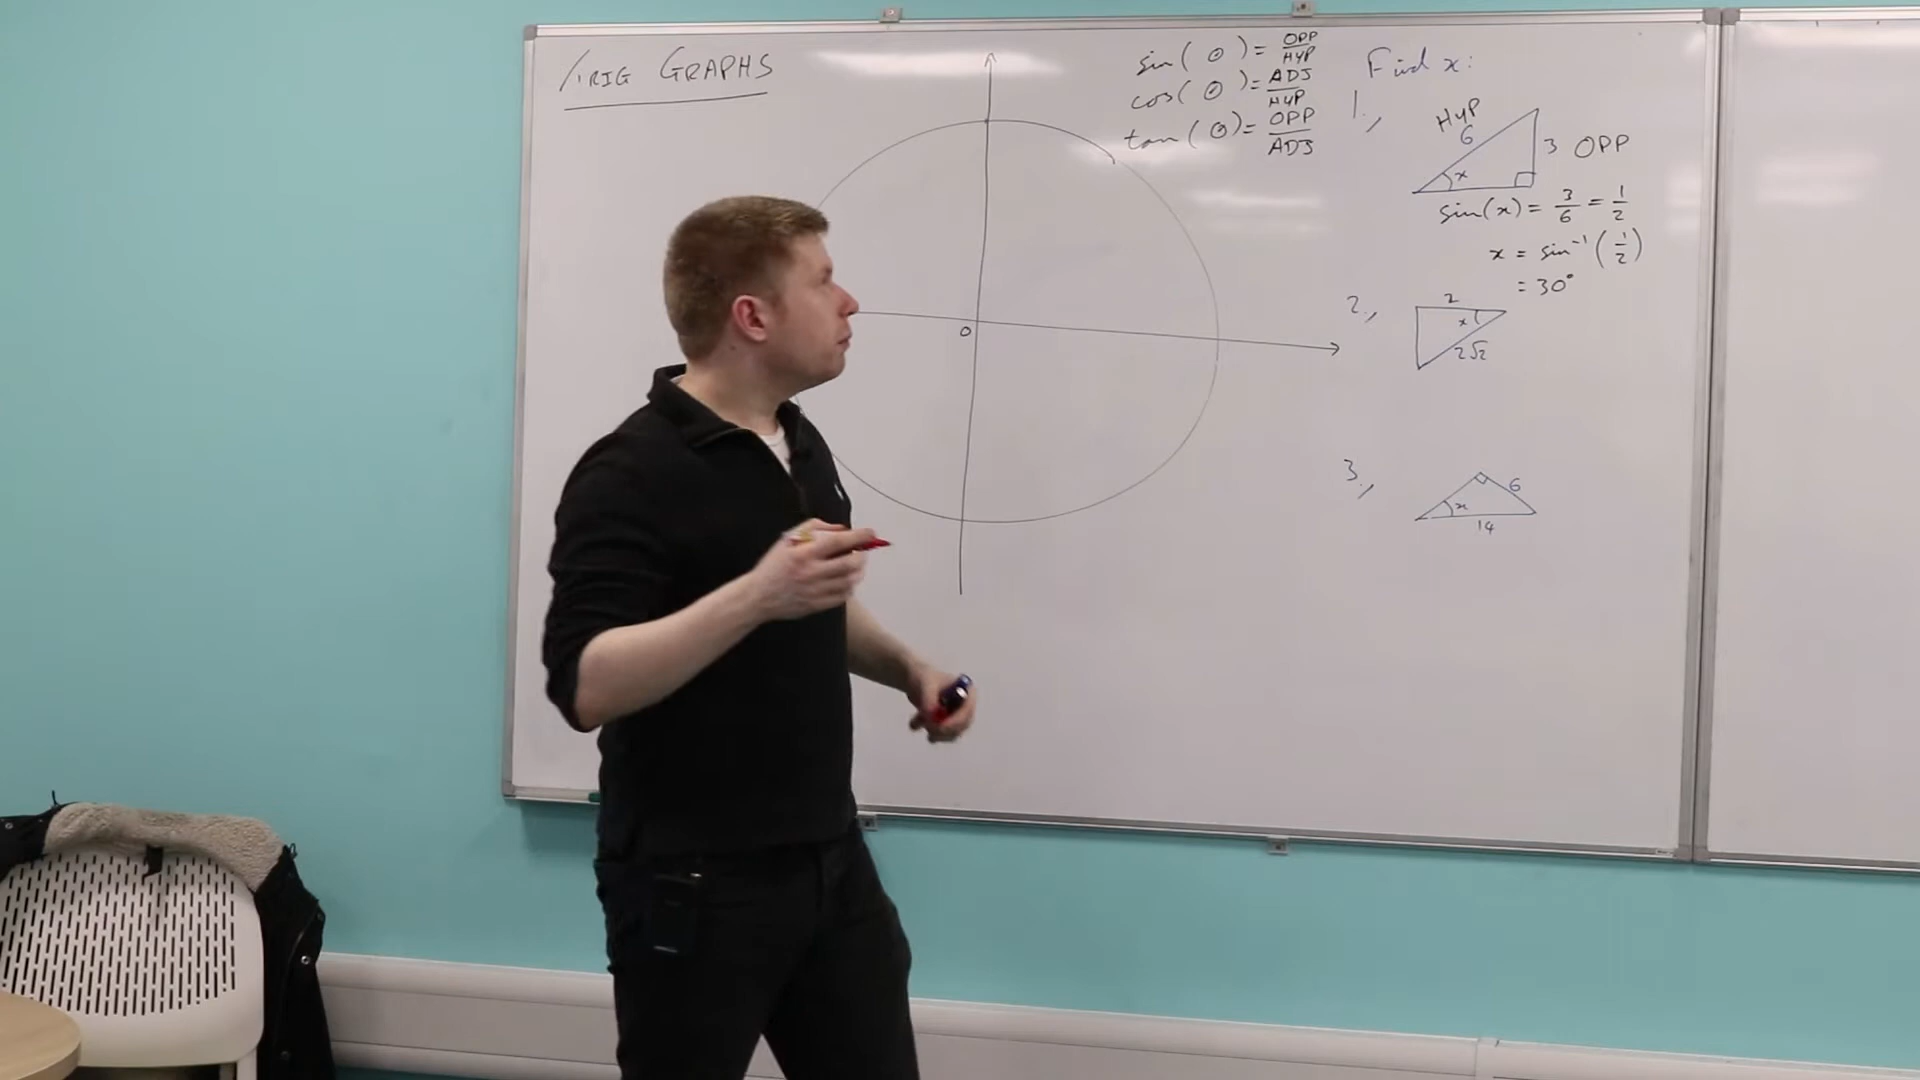 TRIG GRAPHS
sin( θ ) = OPP/HYP
cos( θ ) = ADJ/HYP
tan( θ ) = OPP/ADJ
0
Find x:
1.,
HYP
6
3 OPP
x
sin(x) = 3/6 = 1/2
x = sin⁻¹(1/2)
= 30°
2.,
2
x
2√2
3.,
6
x
14